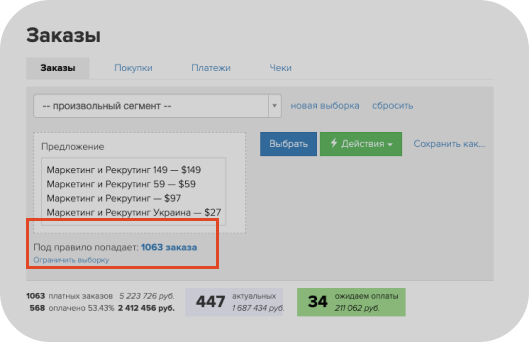 Заказы
Заказы Покупки Платежи Чеки
-- произвольный сегмент -- новая выборка сбросить
Предложение Выбрать Действия Сохранить как...
Маркетинг и Рекрутинг 149 — $149
Маркетинг и Рекрутинг 59 — $59
Маркетинг и Рекрутинг — $97
Маркетинг и Рекрутинг Украина — $27
Под правило попадает: 1063 заказа
Ограничить выборку
1063 платных заказов 5 223 726 руб. 447 актуальных 34 ожидаем оплаты
568 оплачено 53.43% 2 412 456 руб. 1 687 434 руб. 211 062 руб.